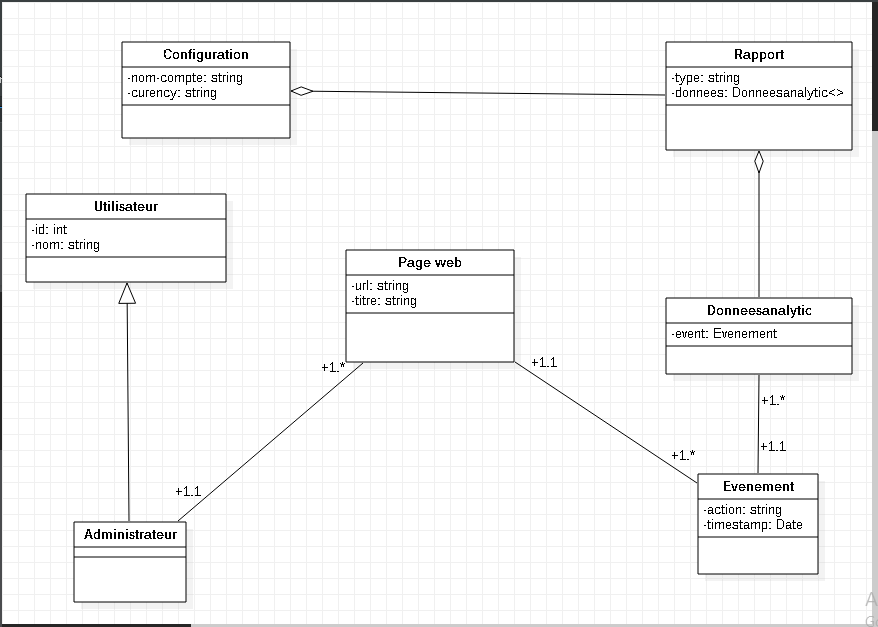 Configuration
-nom-compte: string
-curency: string
Rapport
-type: string
-donnees: Donneesanalytic<>
Utilisateur
-id: int
-nom: string
Page web
-url: string
-titre: string
Donneesanalytic
-event: Evenement
+1.*
+1.1
+1.*
+1.1
+1.*
+1.1
Evenement
-action: string
-timestamp: Date
Administrateur